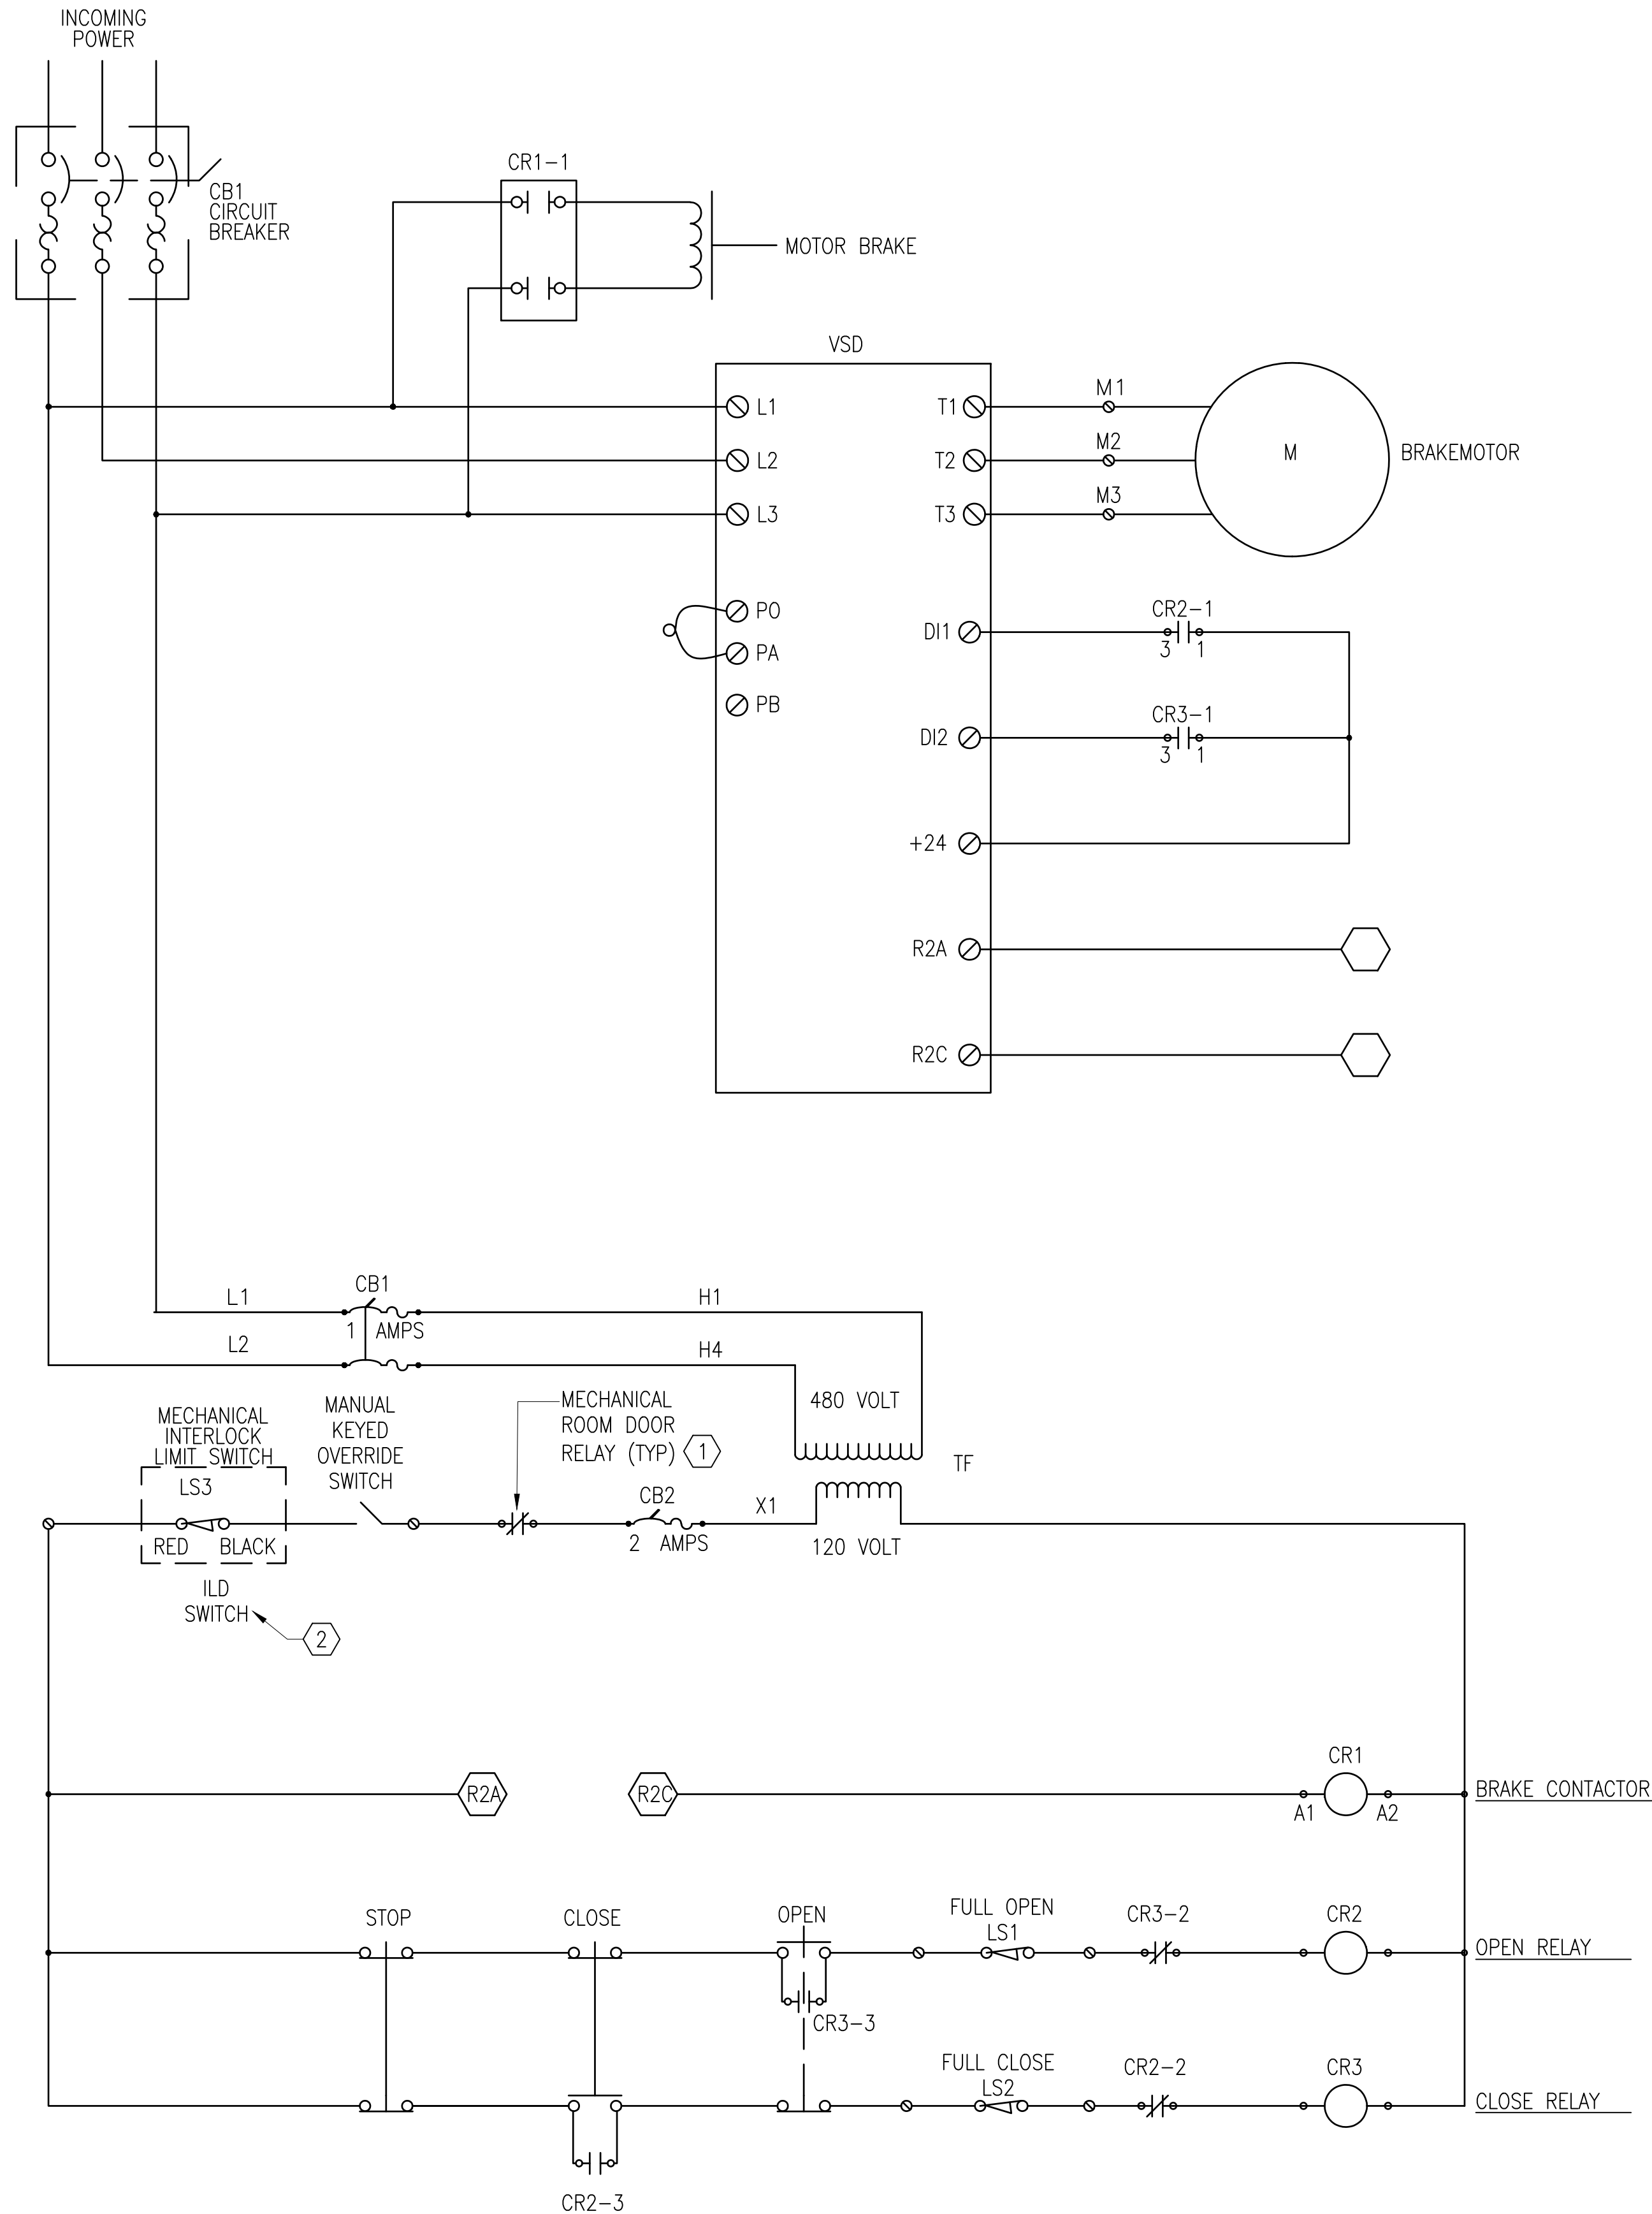 INCOMING
POWER
CB1
CIRCUIT
BREAKER
CR1-1
MOTOR BRAKE
VSD
L1
T1
M1
L2
T2
M2
M
BRAKEMOTOR
L3
T3
M3
PO
PA
PB
DI1
CR2-1
3 1
DI2
CR3-1
3 1
+24
R2A
R2C
L1
CB1
1 AMPS
H1
L2
H4
480 VOLT
TF
120 VOLT
MECHANICAL
INTERLOCK
LIMIT SWITCH
LS3
RED BLACK
ILD
SWITCH
2
MANUAL
KEYED
OVERRIDE
SWITCH
MECHANICAL
ROOM DOOR
RELAY (TYP) 1
CB2
2 AMPS
X1
R2A
R2C
CR1
A1 A2
BRAKE CONTACTOR
STOP
CLOSE
OPEN
CR3-3
FULL OPEN
LS1
CR3-2
CR2
OPEN RELAY
CR2-3
FULL CLOSE
LS2
CR2-2
CR3
CLOSE RELAY